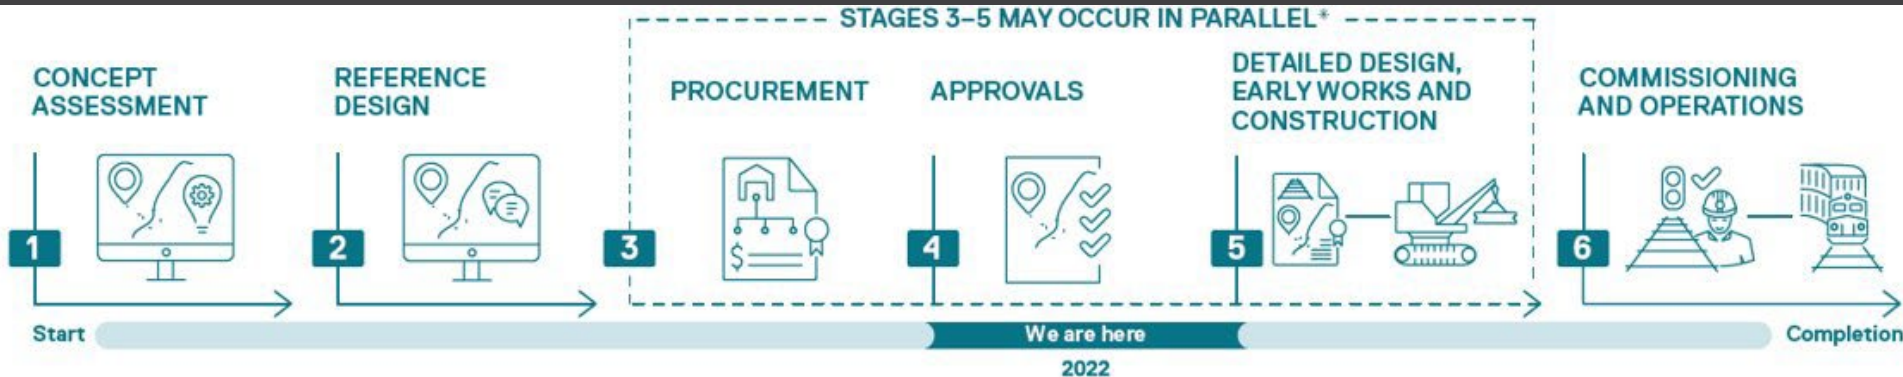 STAGES 3–5 MAY OCCUR IN PARALLEL*
CONCEPT
ASSESSMENT
1
REFERENCE
DESIGN
2
PROCUREMENT
3
APPROVALS
4
DETAILED DESIGN,
EARLY WORKS AND
CONSTRUCTION
5
COMMISSIONING
AND OPERATIONS
6
$
Start
We are here
Completion
2022